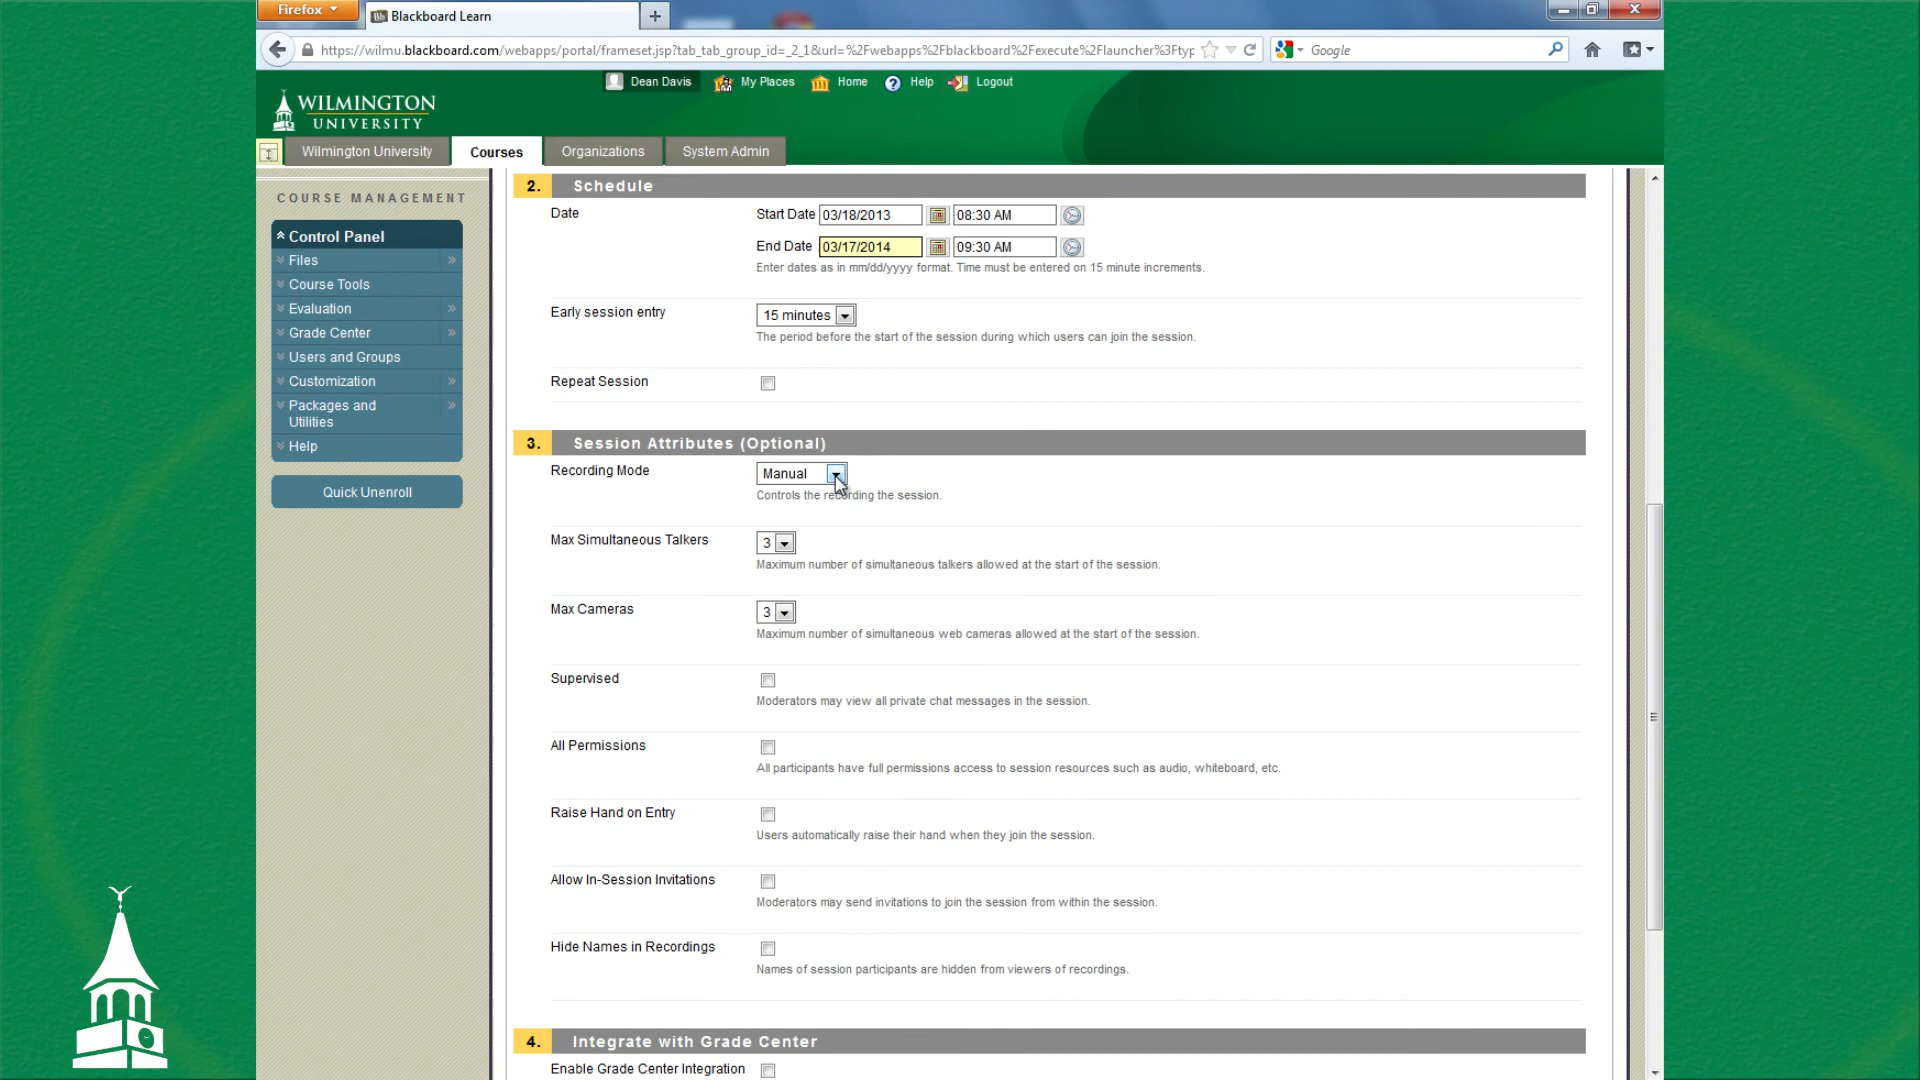 Firefox
Blackboard Learn
https://wilmu.blackboard.com/webapps/portal/frameset.jsp?tab_tab_group_id=_2_1&url=%2Fwebapps%2Fblackboard%2Fexecute%2Flauncher%3Ftyp
Google
Dean Davis
My Places
Home
Help
Logout
WILMINGTON
UNIVERSITY
Wilmington University
Courses
Organizations
System Admin
COURSE MANAGEMENT
Control Panel
Files
Course Tools
Evaluation
Grade Center
Users and Groups
Customization
Packages and
Utilities
Help
Quick Unenroll
2. Schedule
Date
Start Date 03/18/2013 08:30 AM
End Date 03/17/2014 09:30 AM
Enter dates as in mm/dd/yyyy format. Time must be entered on 15 minute increments.
Early session entry
15 minutes
The period before the start of the session during which users can join the session.
Repeat Session
3. Session Attributes (Optional)
Recording Mode
Manual
Controls the recording the session.
Max Simultaneous Talkers
3
Maximum number of simultaneous talkers allowed at the start of the session.
Max Cameras
3
Maximum number of simultaneous web cameras allowed at the start of the session.
Supervised
Moderators may view all private chat messages in the session.
All Permissions
All participants have full permissions access to session resources such as audio, whiteboard, etc.
Raise Hand on Entry
Users automatically raise their hand when they join the session.
Allow In-Session Invitations
Moderators may send invitations to join the session from within the session.
Hide Names in Recordings
Names of session participants are hidden from viewers of recordings.
4. Integrate with Grade Center
Enable Grade Center Integration